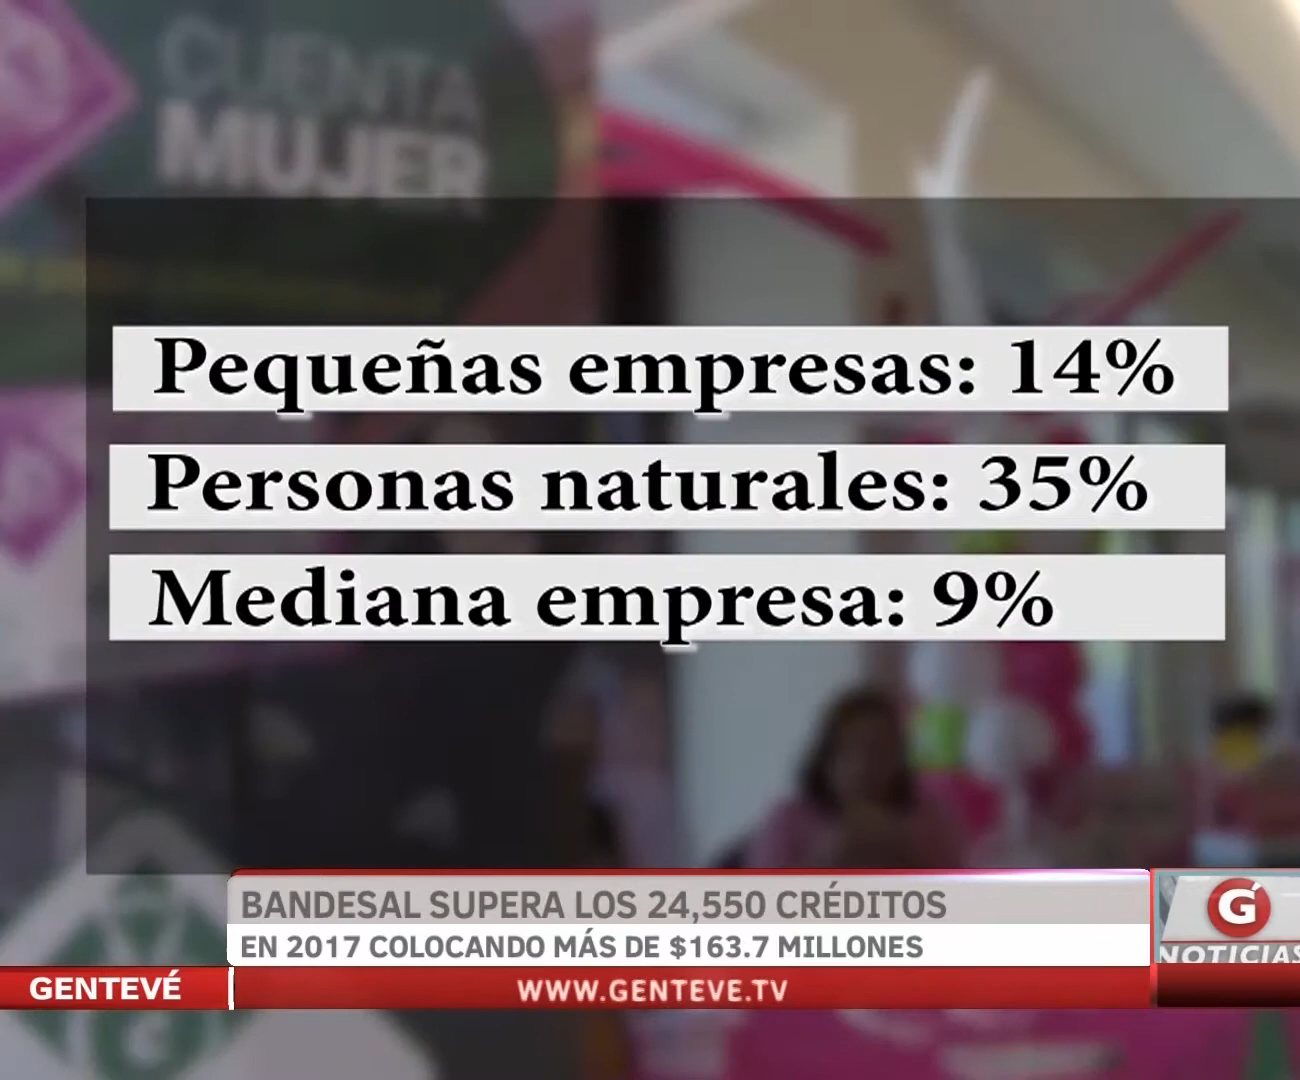 CUENTA
MUJER
Pequeñas empresas: 14%
Personas naturales: 35%
Mediana empresa: 9%
BANDESAL SUPERA LOS 24,550 CRÉDITOS
EN 2017 COLOCANDO MÁS DE $163.7 MILLONES
G
NOTICIAS
GENTEVÉ
WWW.GENTEVE.TV